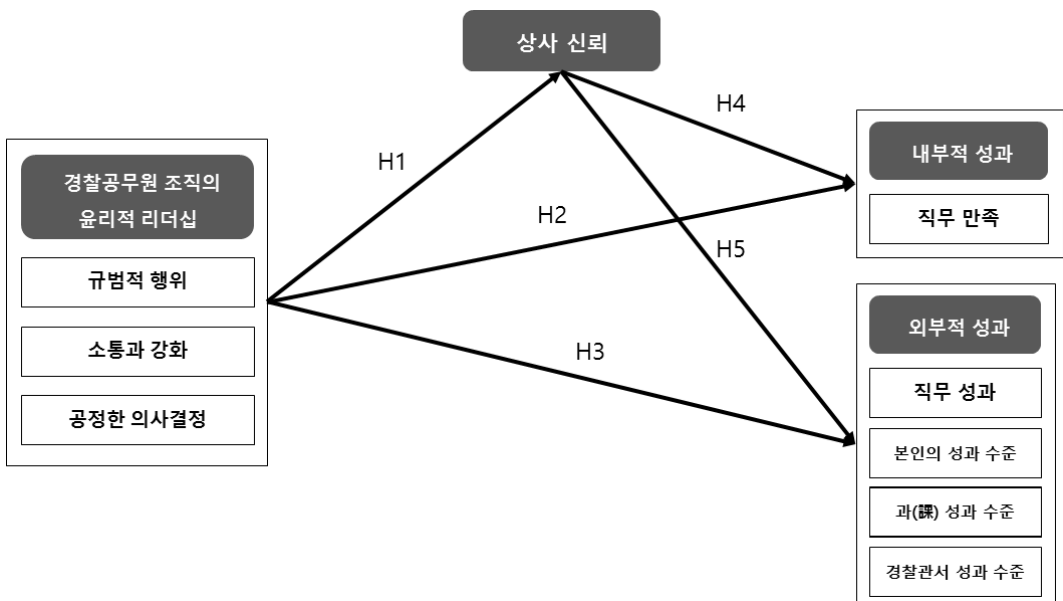 상사 신뢰
H4
H1
내부적 성과
경찰공무원 조직의
윤리적 리더십
H2
직무 만족
H5
규범적 행위
외부적 성과
소통과 강화
H3
직무 성과
공정한 의사결정
본인의 성과 수준
과(課) 성과 수준
경찰관서 성과 수준